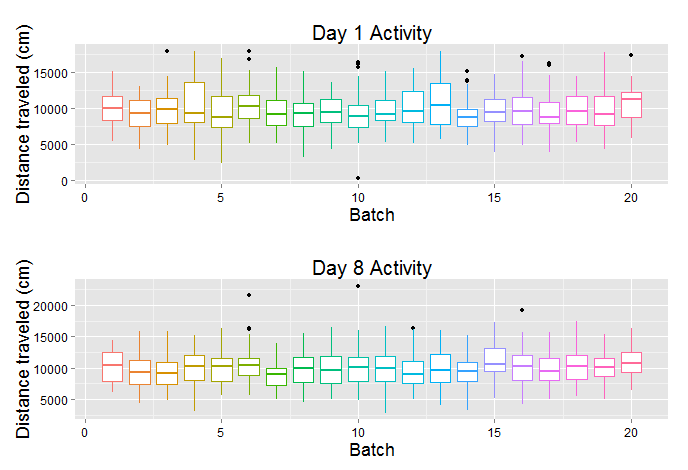 Day 1 Activity
Distance traveled (cm)
15000
10000
5000
0
0 5 10 15 20
Batch
Day 8 Activity
Distance traveled (cm)
20000
15000
10000
5000
0 5 10 15 20
Batch